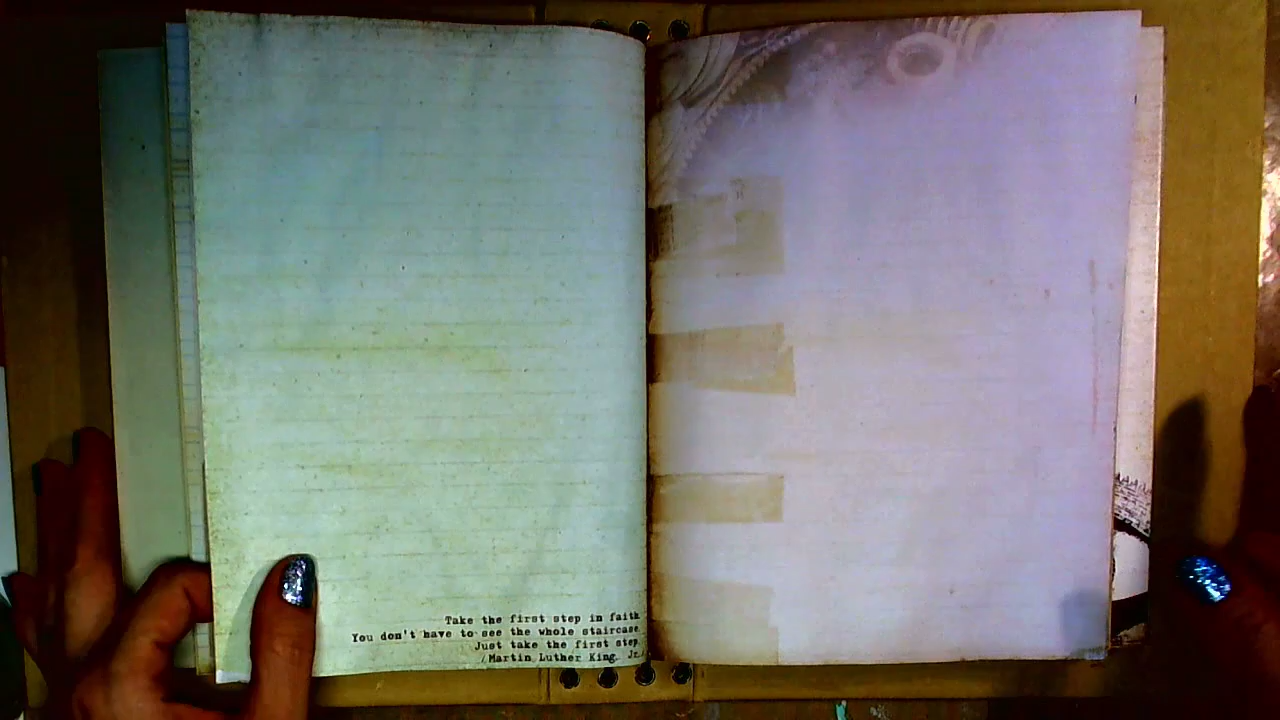 Take the first step in faith
You don't have to see the whole staircase.
Just take the first step.
/Martin Luther King, Jr./